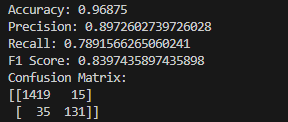 Accuracy: 0.96875
Precision: 0.8972602739726028
Recall: 0.7891566265060241
F1 Score: 0.8397435897435898
Confusion Matrix:
[[1419   15]
 [  35  131]]